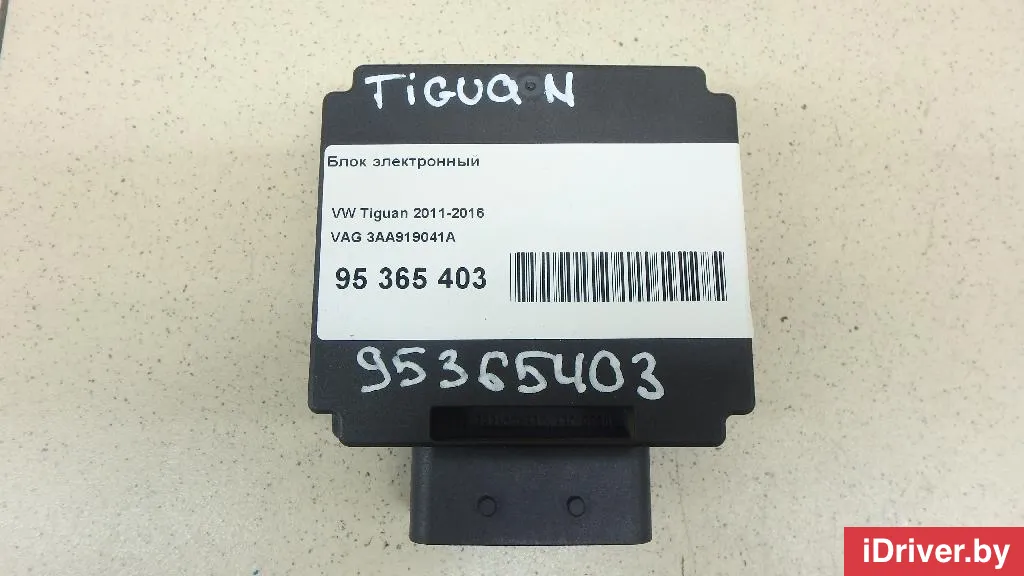 TiGUaN
Блок электронный
VW Tiguan 2011-2016
VAG 3AA919041A
95 365 403
95365403
iDriver.by